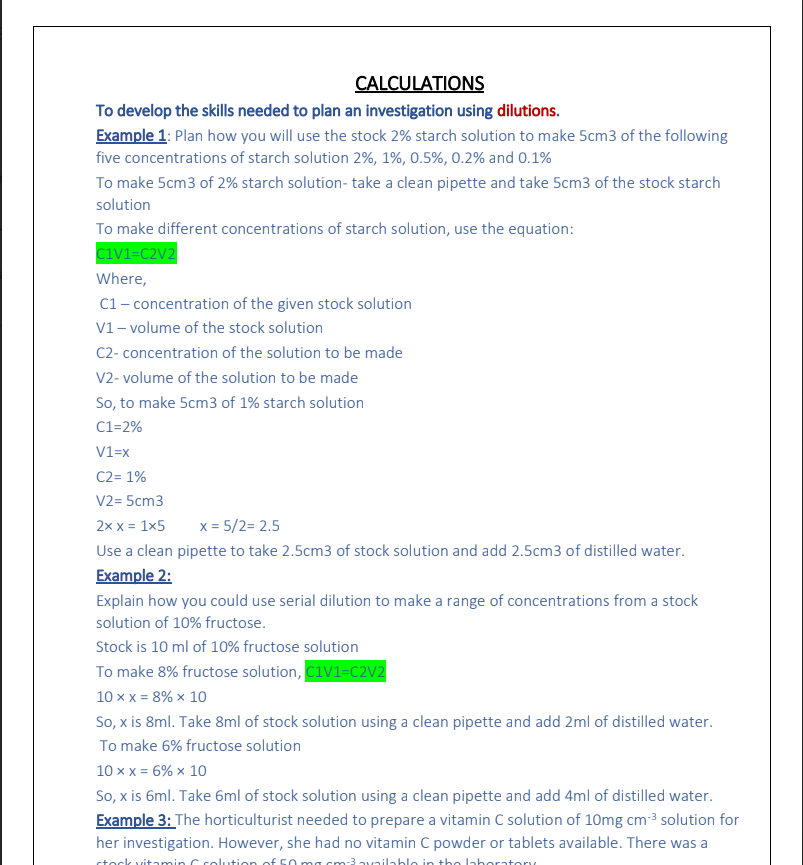 CALCULATIONS
To develop the skills needed to plan an investigation using dilutions.
Example 1: Plan how you will use the stock 2% starch solution to make 5cm3 of the following
five concentrations of starch solution 2%, 1%, 0.5%, 0.2% and 0.1%
To make 5cm3 of 2% starch solution- take a clean pipette and take 5cm3 of the stock starch
solution
To make different concentrations of starch solution, use the equation:
C1V1=C2V2
Where,
C1 – concentration of the given stock solution
V1 – volume of the stock solution
C2- concentration of the solution to be made
V2- volume of the solution to be made
So, to make 5cm3 of 1% starch solution
C1=2%
V1=x
C2= 1%
V2= 5cm3
2× x = 1×5 x = 5/2= 2.5
Use a clean pipette to take 2.5cm3 of stock solution and add 2.5cm3 of distilled water.
Example 2:
Explain how you could use serial dilution to make a range of concentrations from a stock
solution of 10% fructose.
Stock is 10 ml of 10% fructose solution
To make 8% fructose solution, C1V1=C2V2
10 × x = 8% × 10
So, x is 8ml. Take 8ml of stock solution using a clean pipette and add 2ml of distilled water.
To make 6% fructose solution
10 × x = 6% × 10
So, x is 6ml. Take 6ml of stock solution using a clean pipette and add 4ml of distilled water.
Example 3: The horticulturist needed to prepare a vitamin C solution of 10mg cm⁻³ solution for
her investigation. However, she had no vitamin C powder or tablets available. There was a
stock vitamin C solution of 50 mg cm⁻³ available in the laboratory.